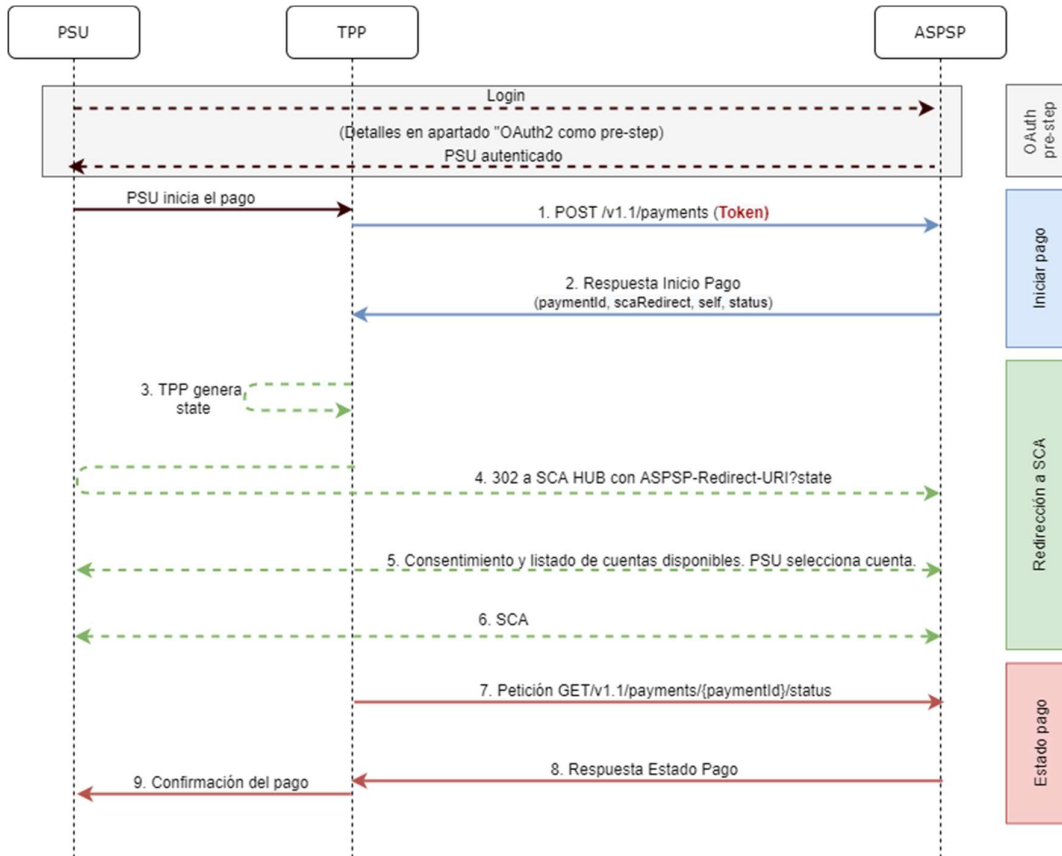 PSU
TPP
ASPSP
Login
(Detalles en apartado "OAuth2 como pre-step)
PSU autenticado
OAuth
pre-step
PSU inicia el pago
1. POST /v1.1/payments (Token)
2. Respuesta Inicio Pago
(paymentId, scaRedirect, self, status)
Iniciar pago
3. TPP genera
state
4. 302 a SCA HUB con ASPSP-Redirect-URI?state
5. Consentimiento y listado de cuentas disponibles. PSU selecciona cuenta.
6. SCA
Redirección a SCA
7. Petición GET/v1.1/payments/{paymentId}/status
8. Respuesta Estado Pago
9. Confirmación del pago
Estado pago